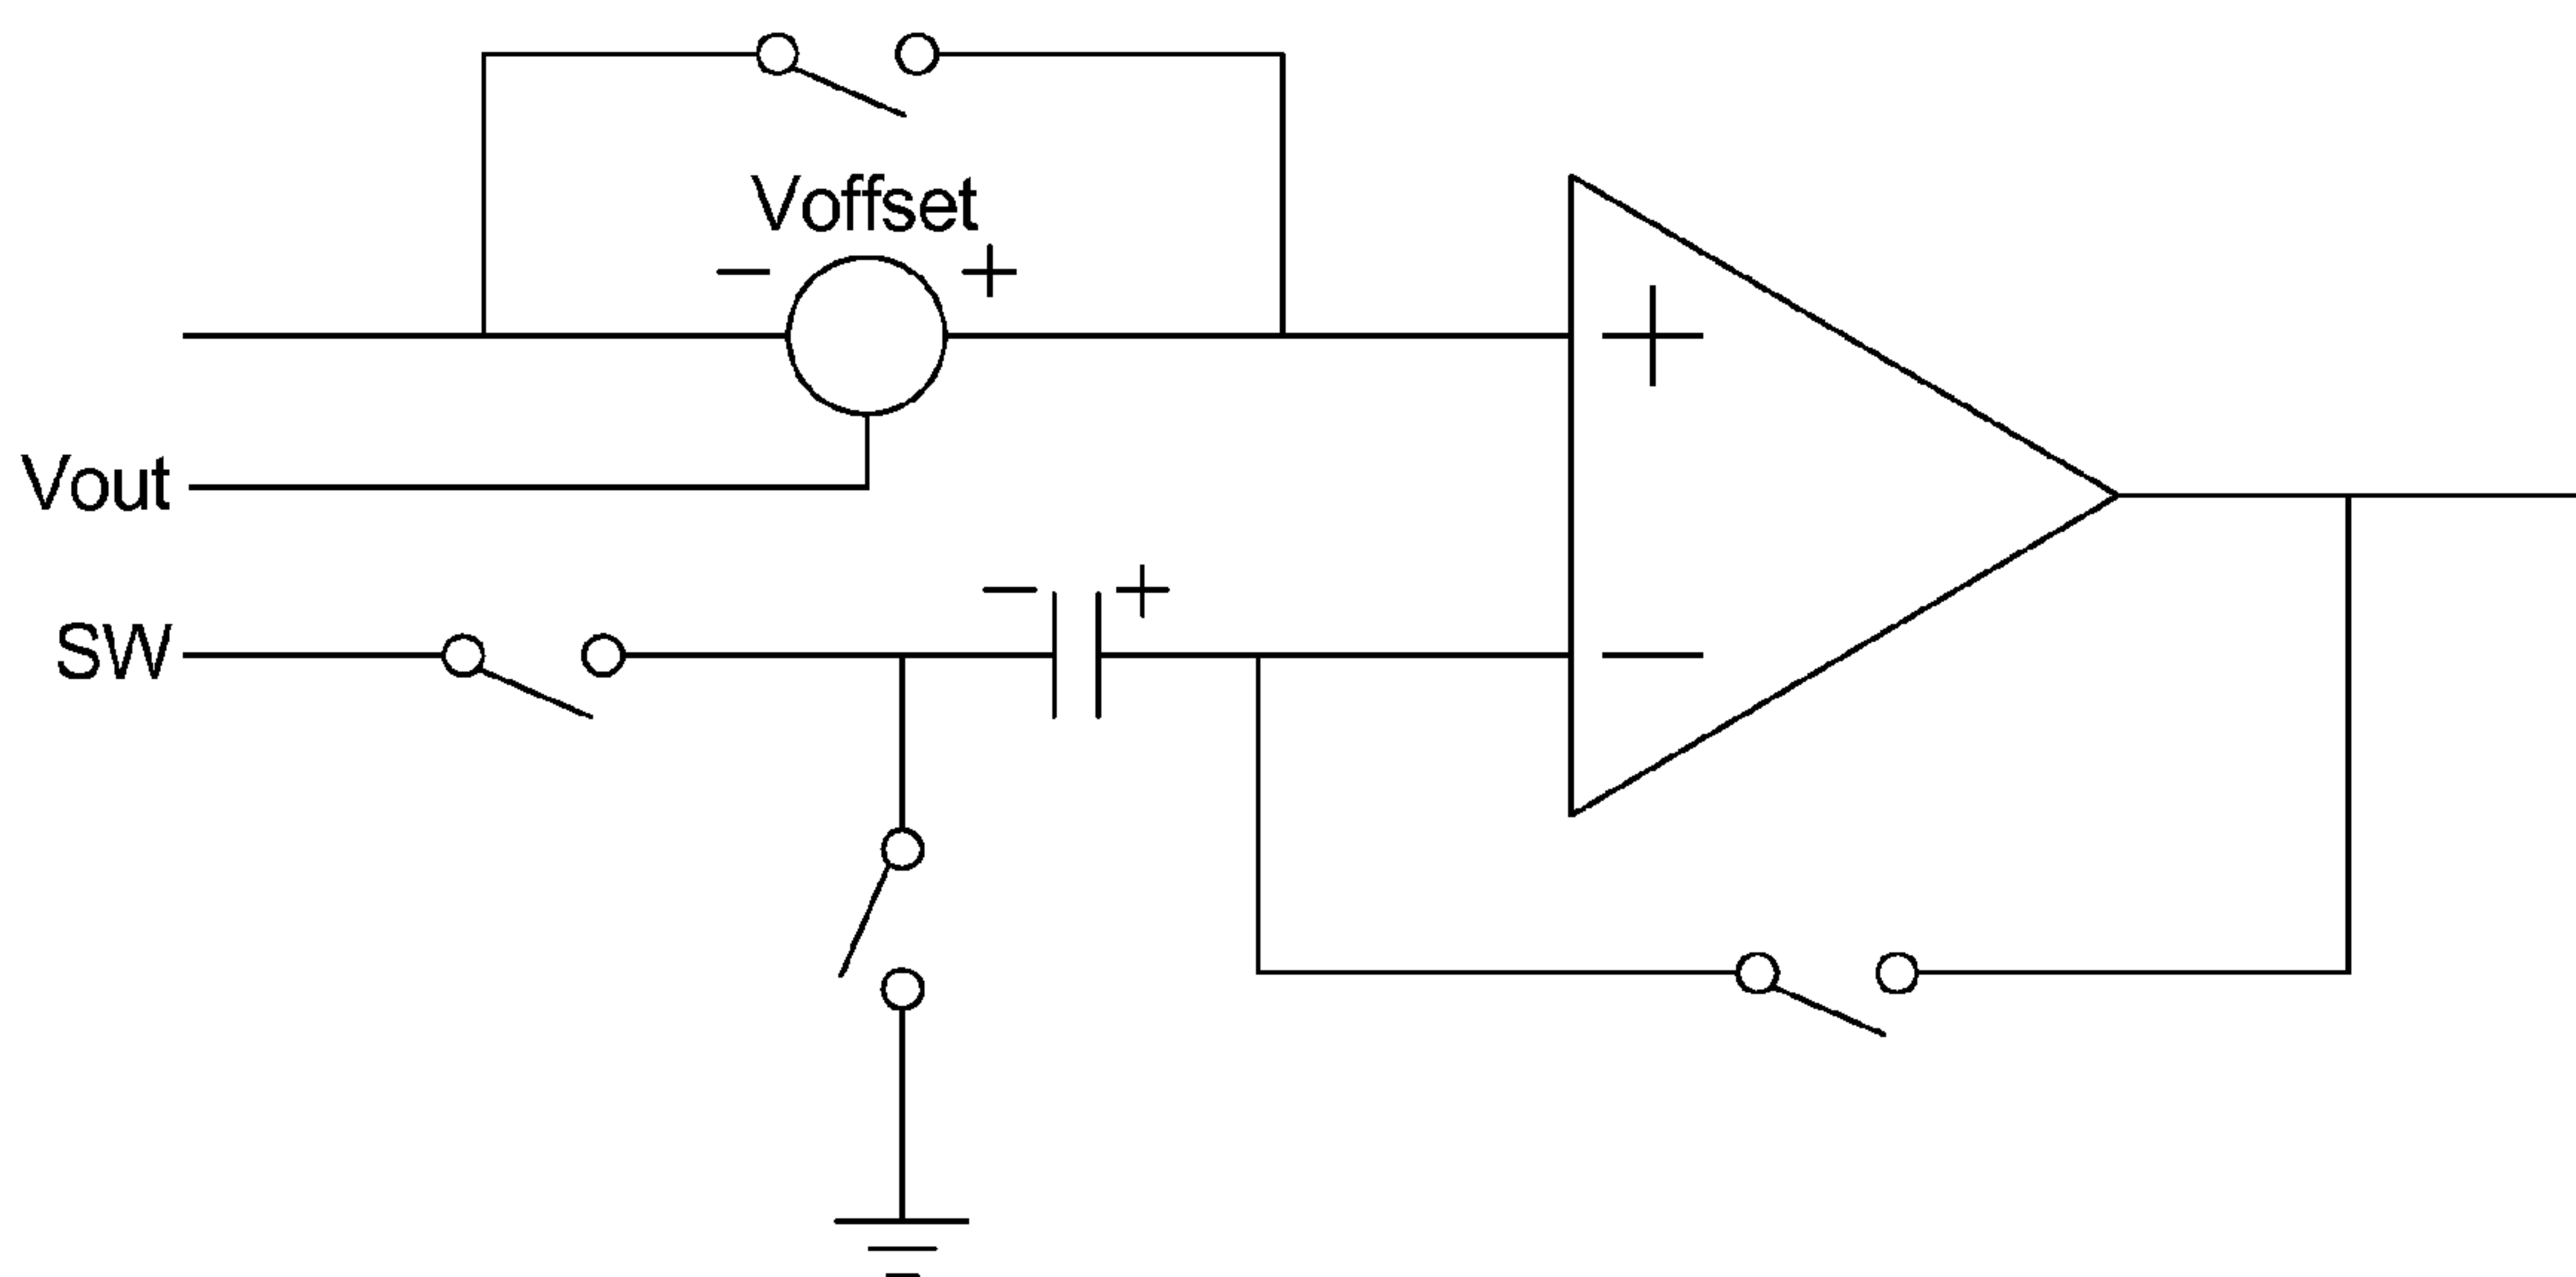 Voffset
− +
+
Vout
− +
SW
−